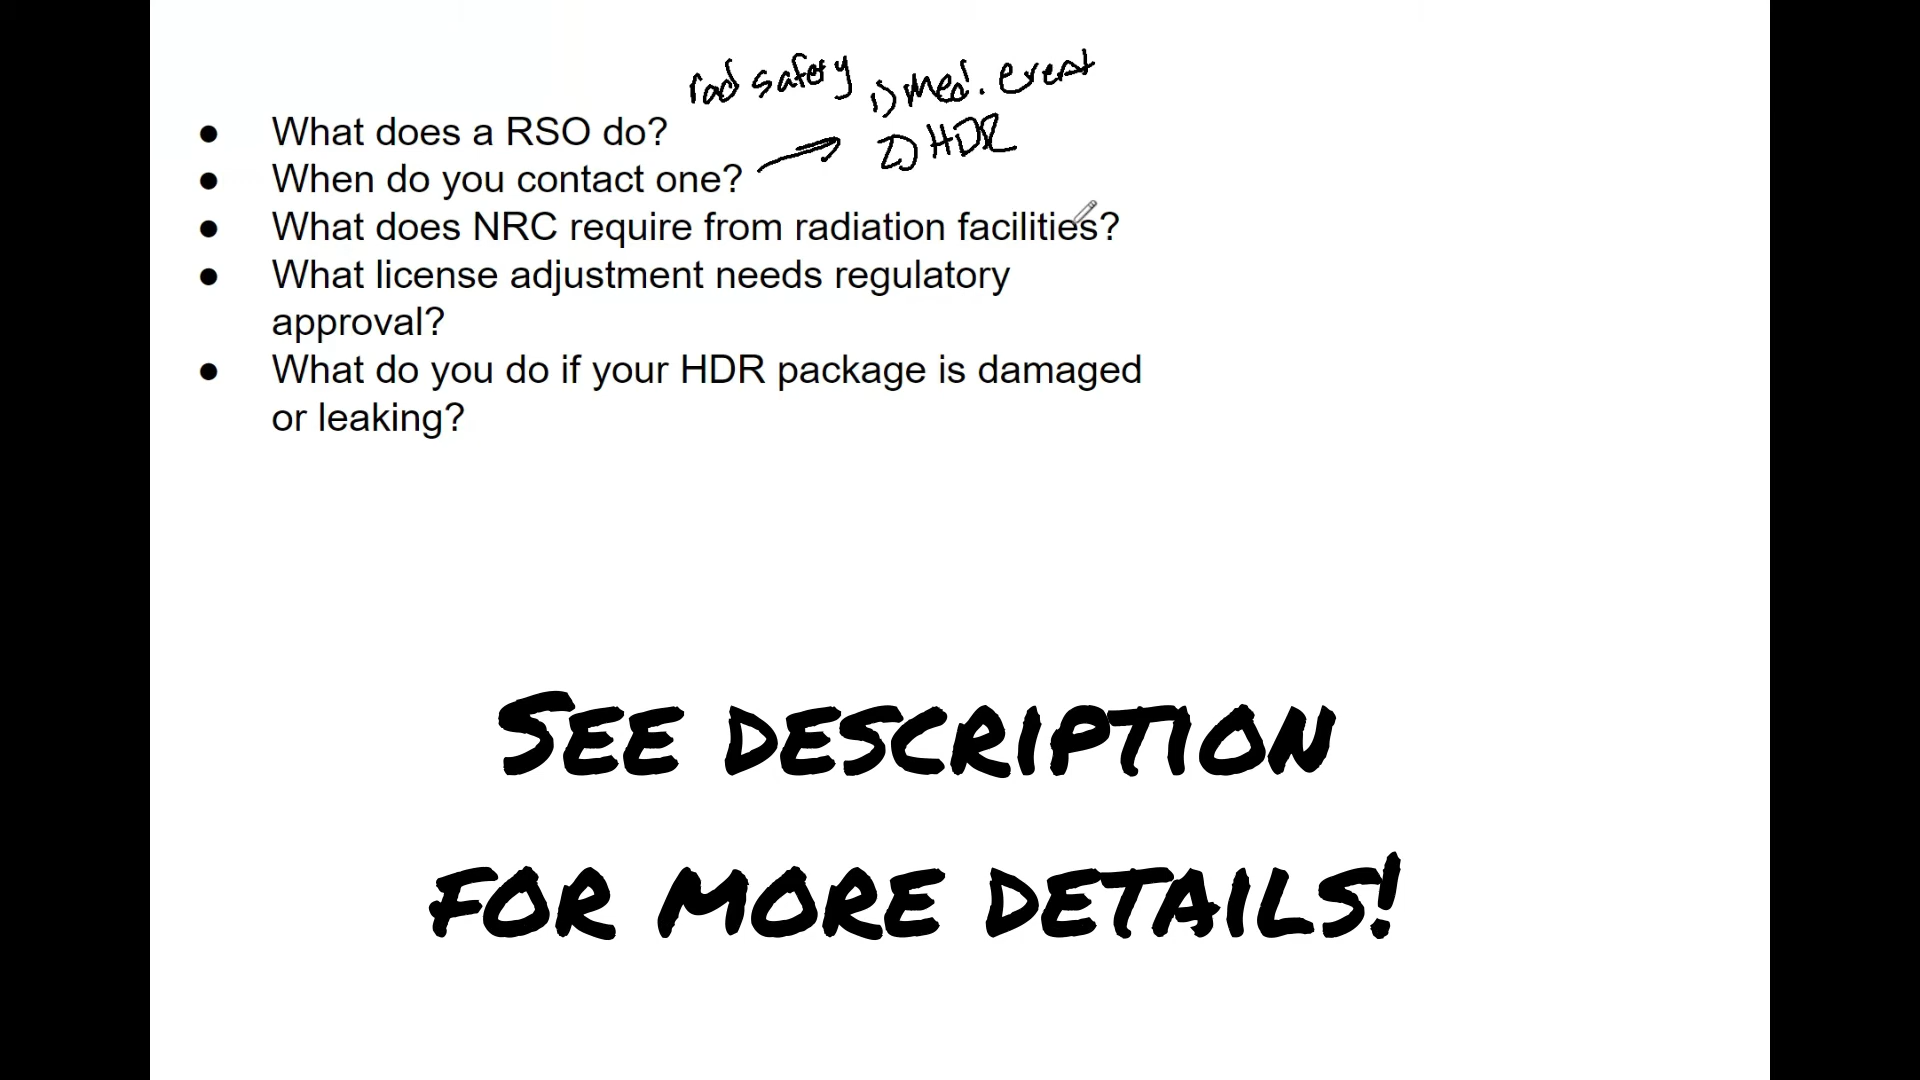 rad safety 1) Med. event
● What does a RSO do?
2) HDR
● When do you contact one?
● What does NRC require from radiation facilities?
● What license adjustment needs regulatory
approval?
● What do you do if your HDR package is damaged
or leaking?
SEE DESCRIPTION
FOR MORE DETAILS!